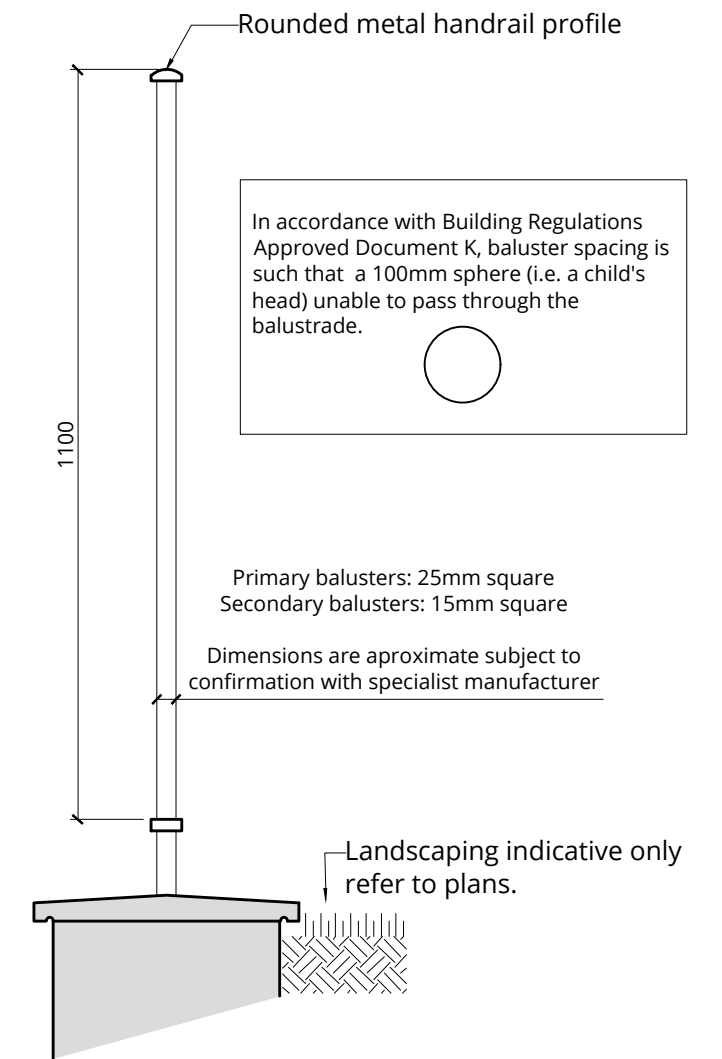 Rounded metal handrail profile
In accordance with Building Regulations
Approved Document K, baluster spacing is
such that a 100mm sphere (i.e. a child's
head) unable to pass through the
balustrade.
1100
Primary balusters: 25mm square
Secondary balusters: 15mm square
Dimensions are aproximate subject to
confirmation with specialist manufacturer
Landscaping indicative only
refer to plans.